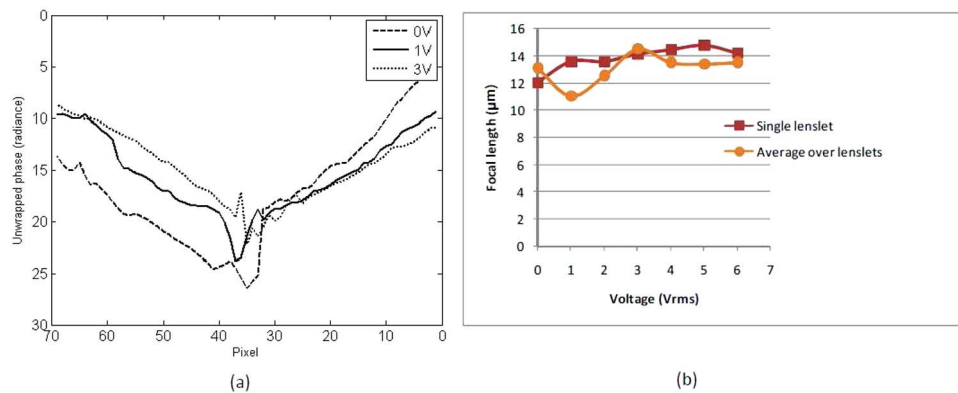 0
5
10
15
20
25
30
Unwrapped phase (radiance)
70 60 50 40 30 20 10 0
Pixel
0V
1V
3V
(a)
16
14
12
10
8
6
4
2
0
Focal length (µm)
0 1 2 3 4 5 6 7
Voltage (Vrms)
Single lenslet
Average over lenslets
(b)